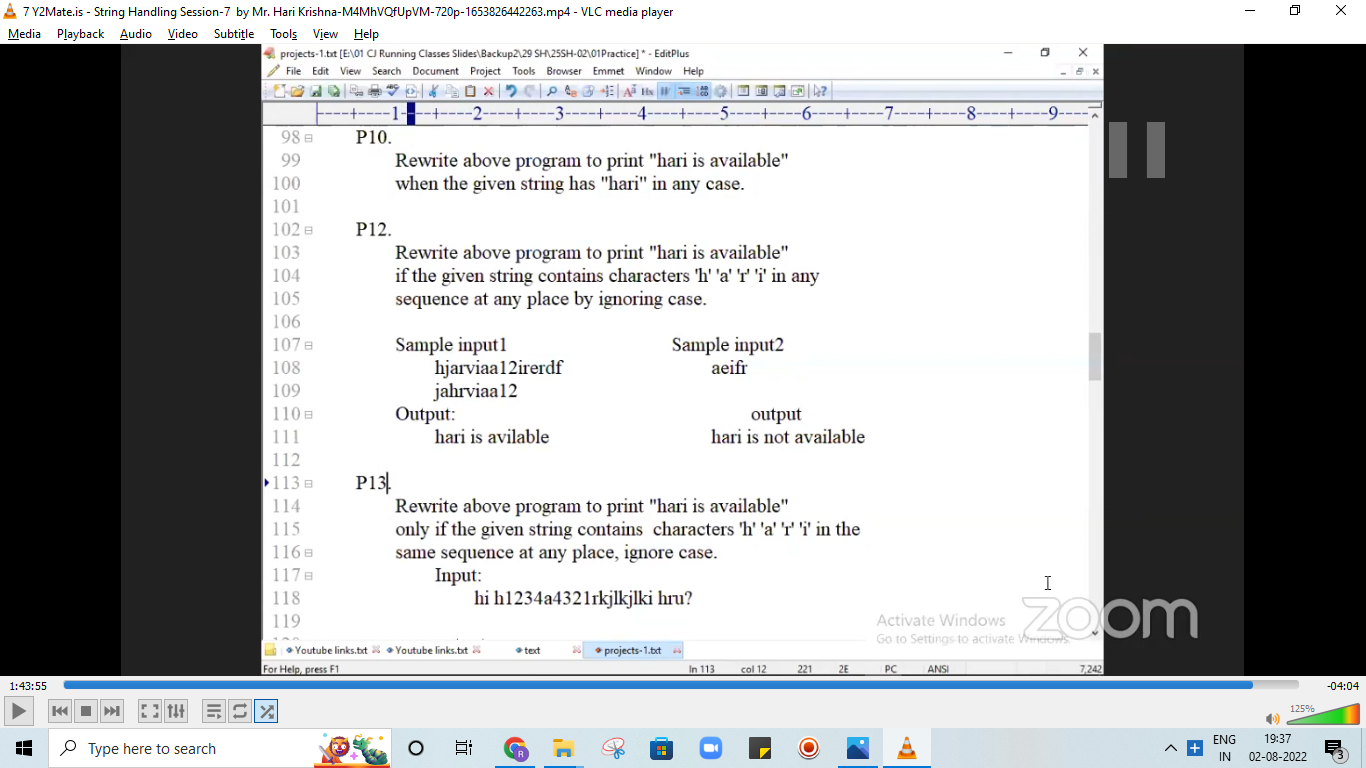 7 Y2Mate.is - String Handling Session-7 by Mr. Hari Krishna-M4MhVQfUpVM-720p-1653826442263.mp4 - VLC media player
Media Playback Audio Video Subtitle Tools View Help
projects-1.txt [E:\01 CJ Running Classes Slides\Backup2\29 SH\25SH-02\01Practice] * - EditPlus
File Edit View Search Document Project Tools Browser Emmet Window Help
----+----1----+----2----+----3----+----4----+----5----+----6----+----7----+----8----+----9--
98 P10.
99 Rewrite above program to print "hari is available"
100 when the given string has "hari" in any case.
101
102 P12.
103 Rewrite above program to print "hari is available"
104 if the given string contains characters 'h' 'a' 'r' 'i' in any
105 sequence at any place by ignoring case.
106
107 Sample input1 Sample input2
108 hjarviaa12irerdf aeifr
109 jahrviaa12
110 Output: output
111 hari is avilable hari is not available
112
113 P13.
114 Rewrite above program to print "hari is available"
115 only if the given string contains characters 'h' 'a' 'r' 'i' in the
116 same sequence at any place, ignore case.
117 Input:
118 hi h1234a4321rkjlkjlki hru?
119
Activate Windows
Go to Settings to activate Windows.
zoom
Youtube links.txt Youtube links.txt text projects-1.txt
For Help, press F1 ln 113 col 12 221 2E PC ANSI 7,242
1:43:55 -04:04
125%
Type here to search
ENG 19:37
IN 02-08-2022 3